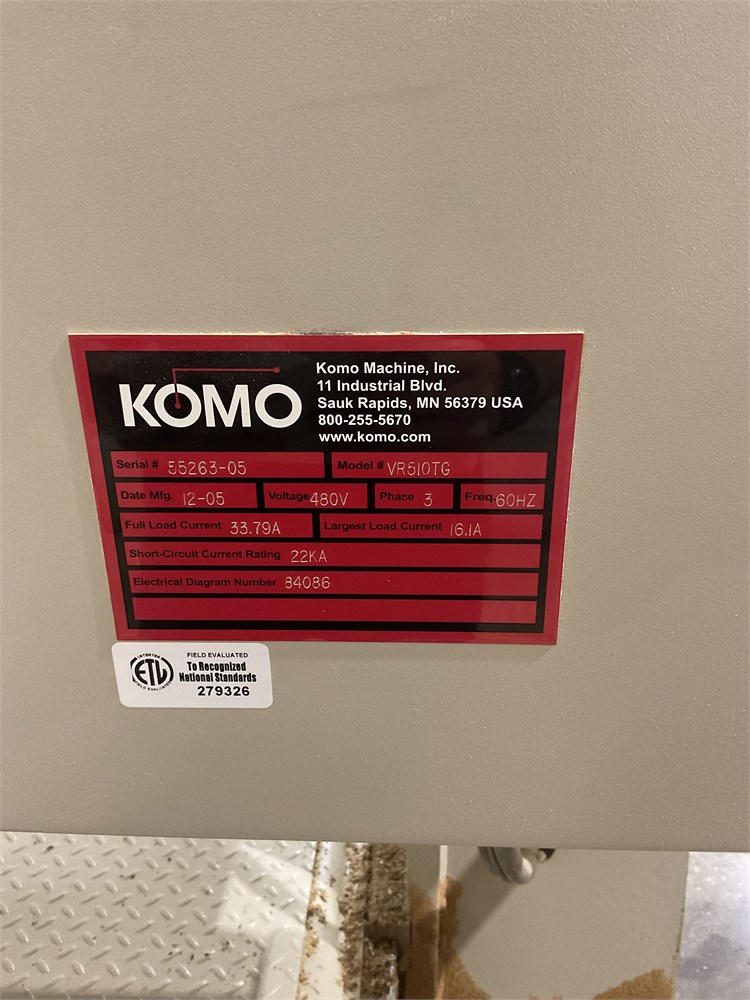 KOMO
Komo Machine, Inc.
11 Industrial Blvd.
Sauk Rapids, MN 56379 USA
800-255-5670
www.komo.com
Serial # 55263-05 Model # VR510TG
Date Mfg. 12-05 Voltage 480V Phase 3 Freq. 60HZ
Full Load Current 33.79A Largest Load Current 16.1A
Short-Circuit Current Rating 22KA
Electrical Diagram Number 84086
INTERTEK
ETL
FIELD EVALUATED
FIELD EVALUATED
To Recognized
National Standards
279326